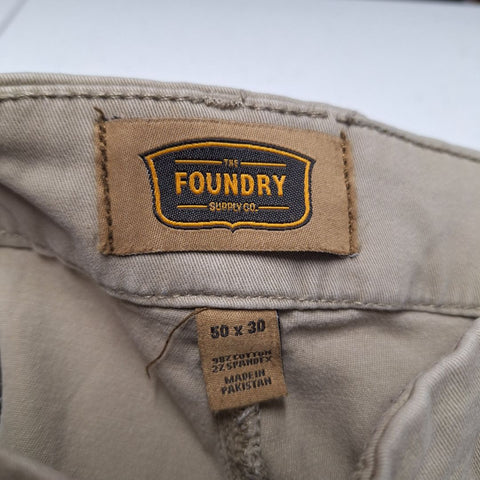 THE
FOUNDRY
SUPPLY CO.
50 x 30
98% COTTON
2% SPANDEX
MADE IN
PAKISTAN